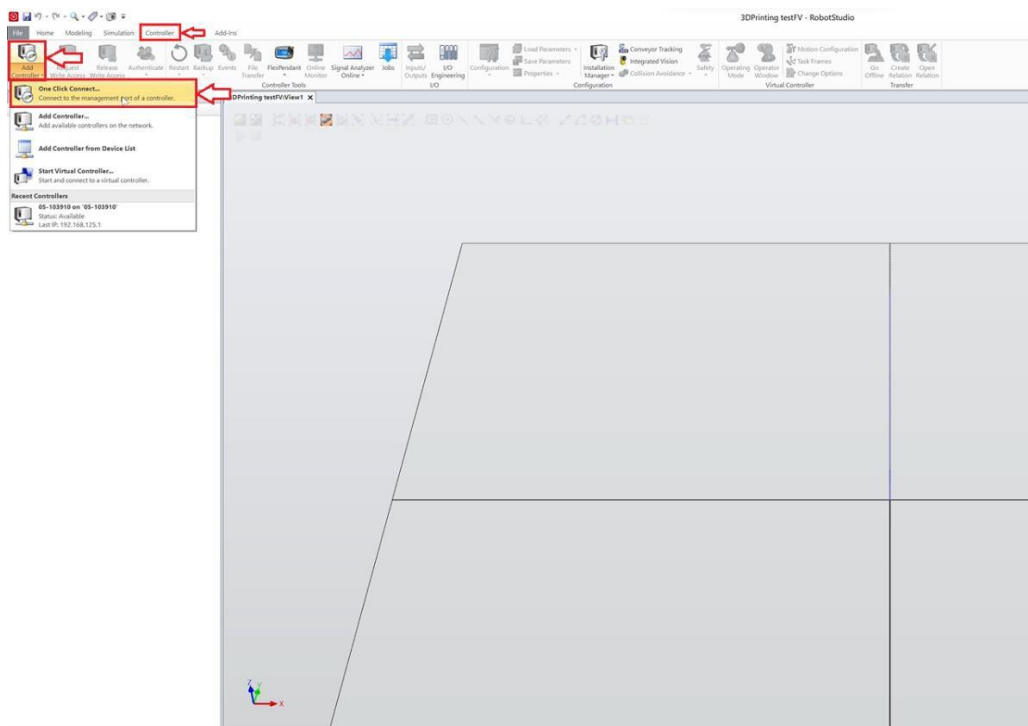 3DPrinting testFV - RobotStudio
File Home Modeling Simulation Controller Add-Ins
Add Controller
Request Write Access
Release Write Access
Authenticate
Restart
Backup
Events
File Transfer
FlexPendant
Online Monitor
Signal Analyzer Online
Jobs
Controller Tools
Inputs/ Outputs
I/O Engineering
I/O
Configuration
Load Parameters
Save Parameters
Properties
Installation Manager
Conveyor Tracking
Integrated Vision
Collision Avoidance
Safety
Configuration
Operating Mode
Operator Window
Motion Configuration
Task Frames
Change Options
Virtual Controller
Go Offline
Create Relation
Open Relation
Transfer
One Click Connect...
Connect to the management port of a controller.
Add Controller...
Add available controllers on the network.
Add Controller from Device List
Start Virtual Controller...
Start and connect to a virtual controller.
Recent Controllers
05-103910 on '05-103910'
Status: Available
Last IP: 192.168.125.1
3DPrinting testFV:View1 X
Z Y
X